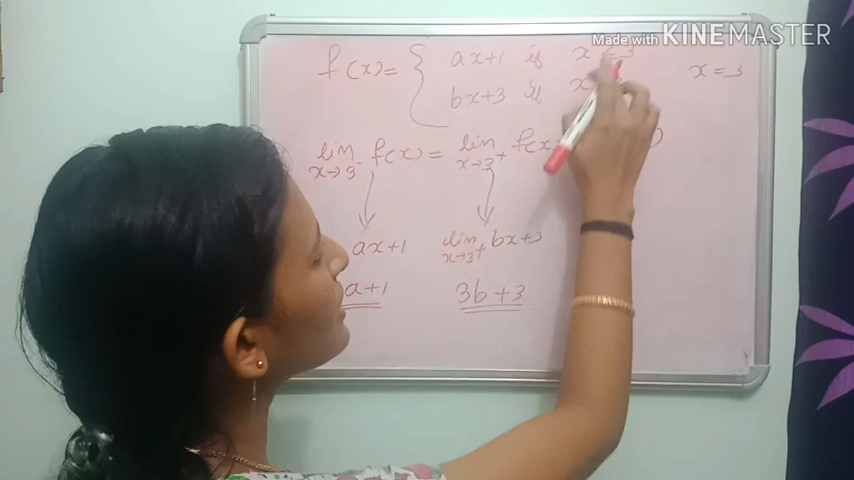 Made with KINEMASTER
f(x)= { ax+1 if x ≤ 3
bx+3 if x
x=3
lim x→3⁻ f(x) = lim x→3⁺ f(x)
ax+1 lim x→3⁺ bx+3
a+1 3b+3